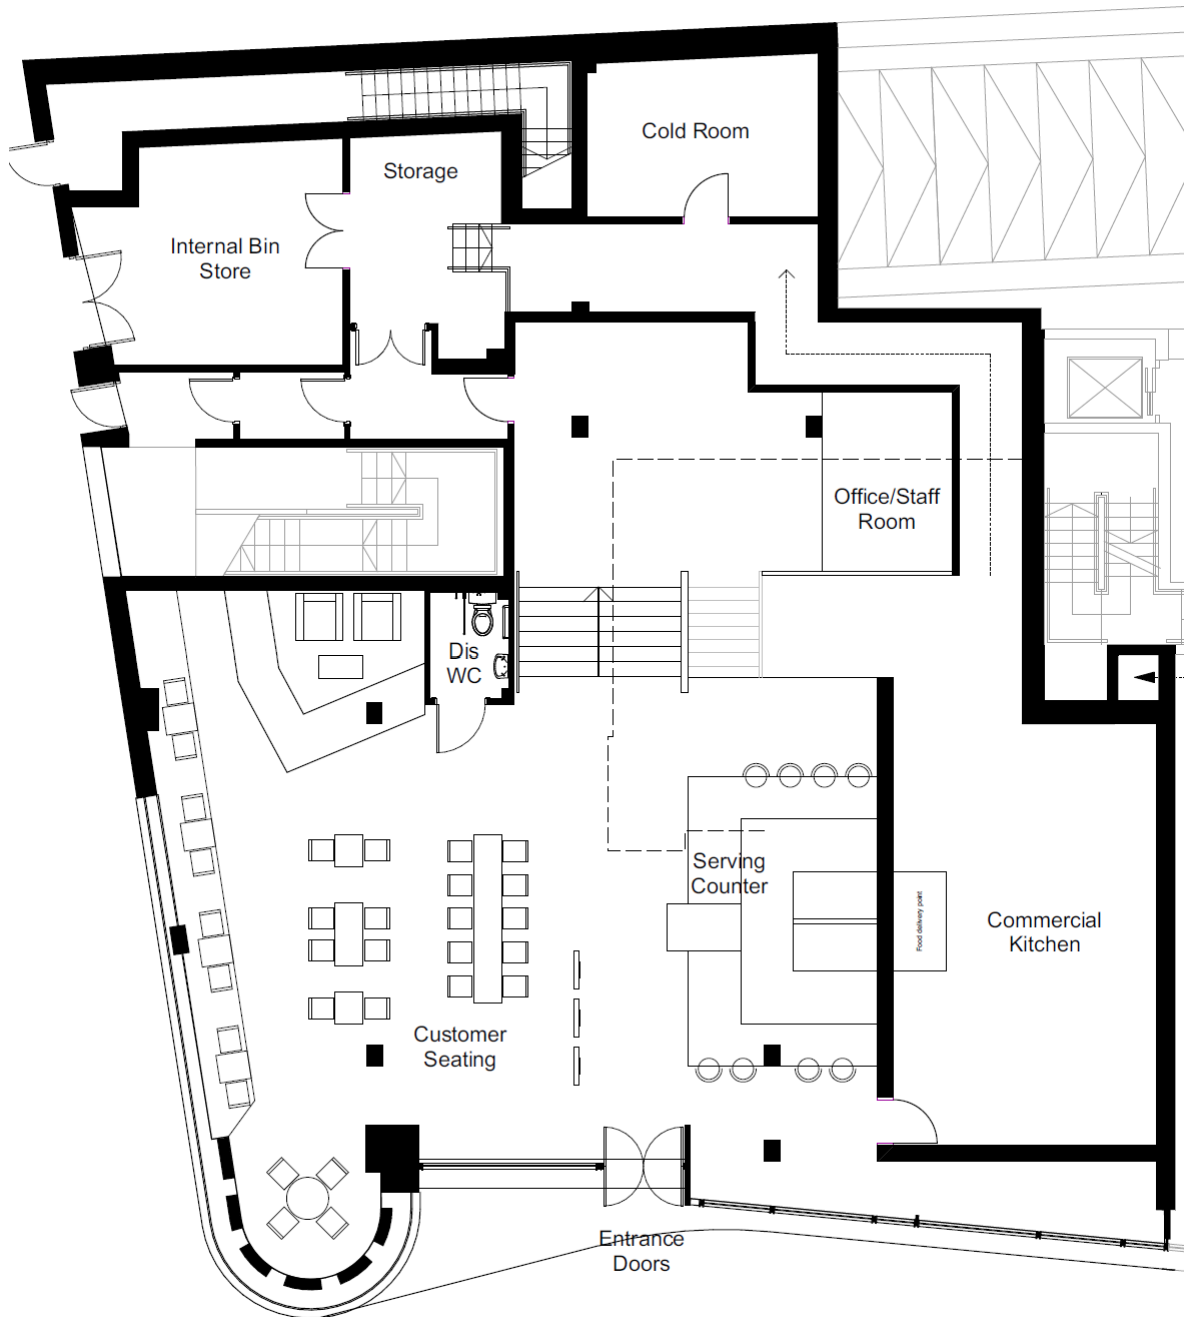 Cold Room
Storage
Internal Bin
Store
Office/Staff
Room
Dis
WC
Serving
Counter
Food delivery point
Commercial
Kitchen
Customer
Seating
Entrance
Doors